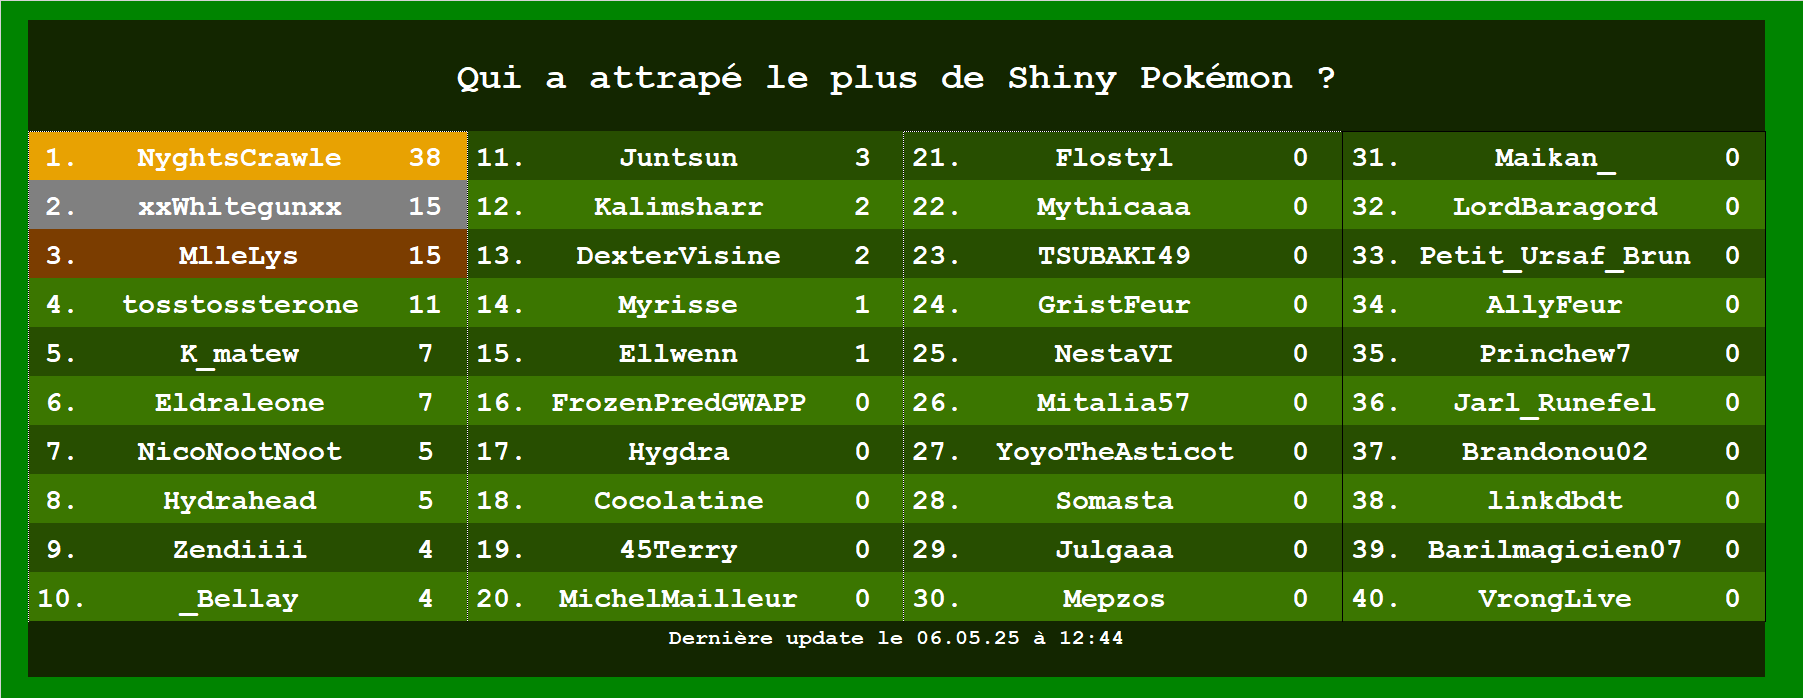 Qui a attrapé le plus de Shiny Pokémon ?
1. NyghtsCrawle 38
2. xxWhitegunxx 15
3. MlleLys 15
4. tosstossterone 11
5. K_matew 7
6. Eldraleone 7
7. NicoNootNoot 5
8. Hydrahead 5
9. Zendiiii 4
10. _Bellay 4
11. Juntsun 3
12. Kalimsharr 2
13. DexterVisine 2
14. Myrisse 1
15. Ellwenn 1
16. FrozenPredGWAPP 0
17. Hygdra 0
18. Cocolatine 0
19. 45Terry 0
20. MichelMailleur 0
21. Flostyl 0
22. Mythicaaa 0
23. TSUBAKI49 0
24. GristFeur 0
25. NestaVI 0
26. Mitalia57 0
27. YoyoTheAsticot 0
28. Somasta 0
29. Julgaaa 0
30. Mepzos 0
31. Maikan_ 0
32. LordBaragord 0
33. Petit_Ursaf_Brun 0
34. AllyFeur 0
35. Princhew7 0
36. Jarl_Runefel 0
37. Brandonou02 0
38. linkdbdt 0
39. Barilmagicien07 0
40. VrongLive 0
Dernière update le 06.05.25 à 12:44